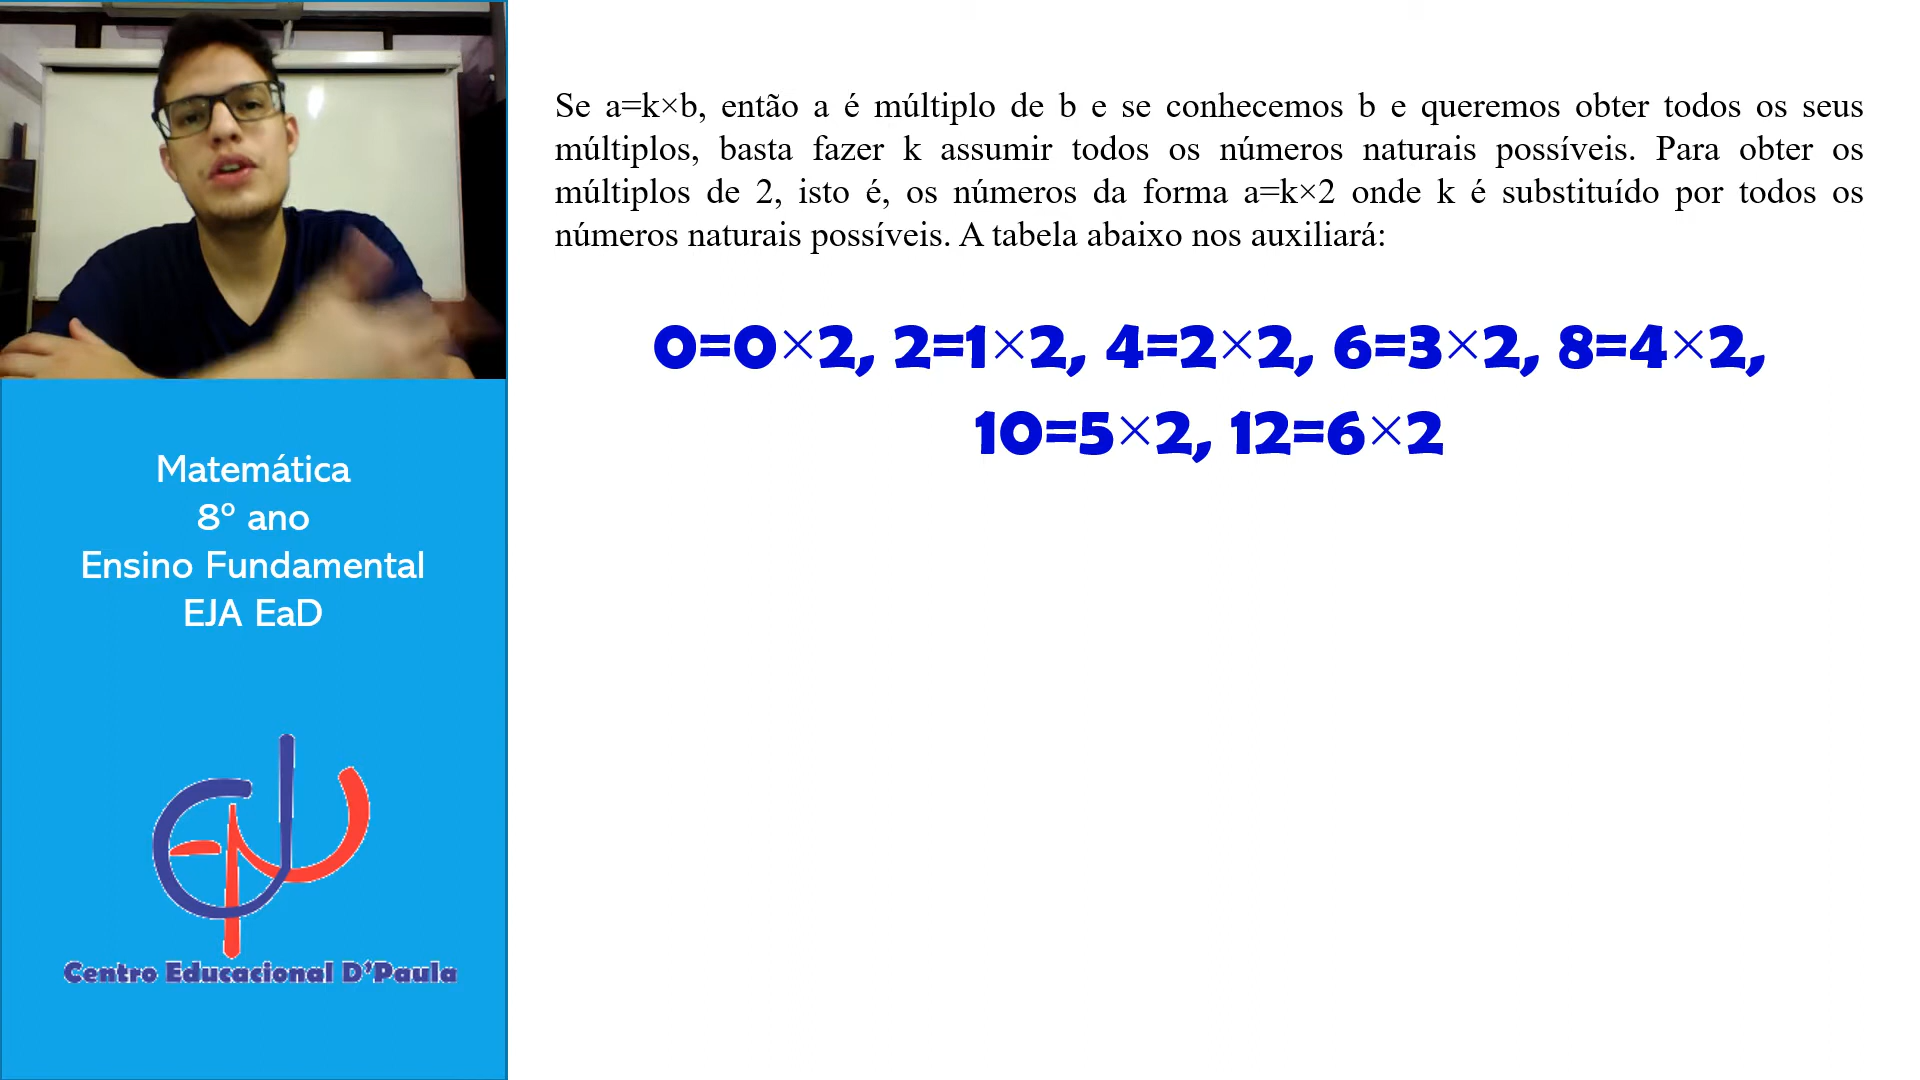 Se a=k×b, então a é múltiplo de b e se conhecemos b e queremos obter todos os seus
múltiplos, basta fazer k assumir todos os números naturais possíveis. Para obter os
múltiplos de 2, isto é, os números da forma a=k×2 onde k é substituído por todos os
números naturais possíveis. A tabela abaixo nos auxiliará:
0=0×2, 2=1×2, 4=2×2, 6=3×2, 8=4×2,
10=5×2, 12=6×2
Matemática
8º ano
Ensino Fundamental
EJA EaD
Centro Educacional D'Paula